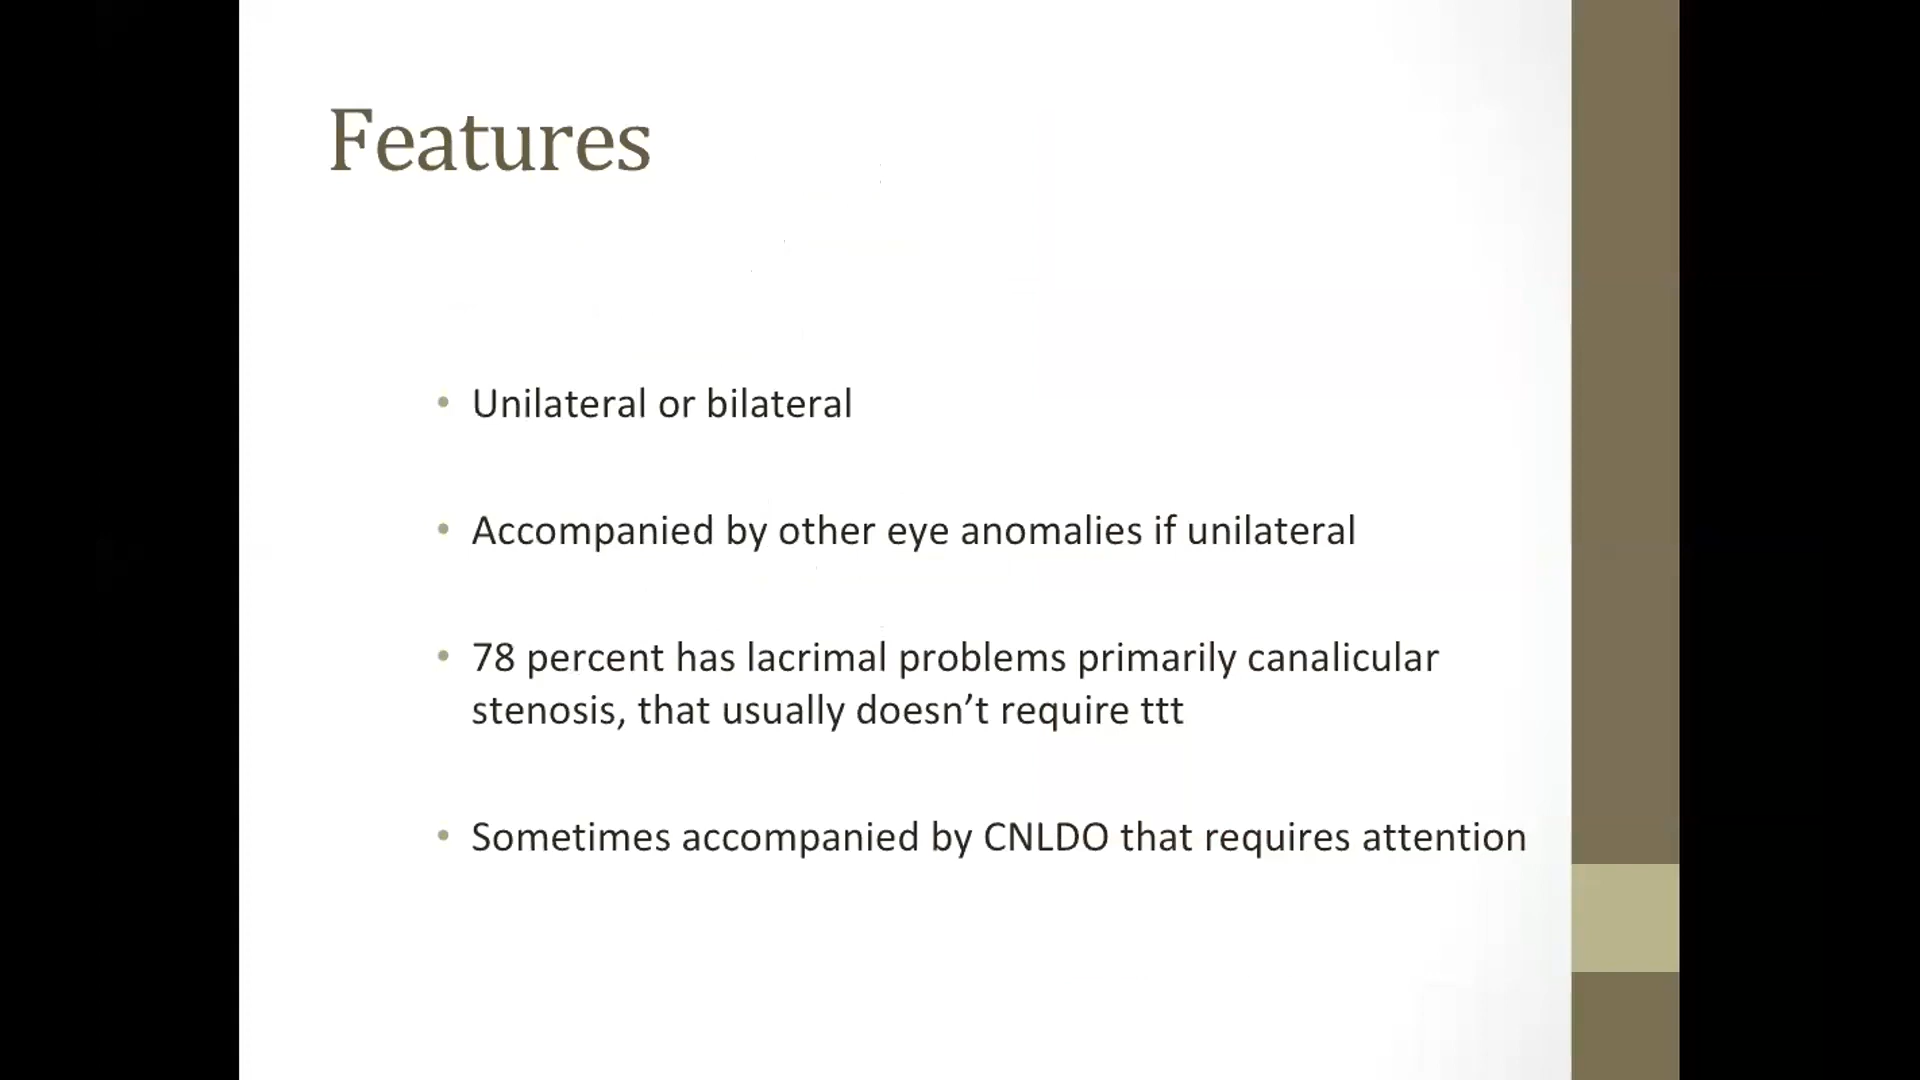 Features
• Unilateral or bilateral
• Accompanied by other eye anomalies if unilateral
• 78 percent has lacrimal problems primarily canalicular
stenosis, that usually doesn’t require ttt
• Sometimes accompanied by CNLDO that requires attention